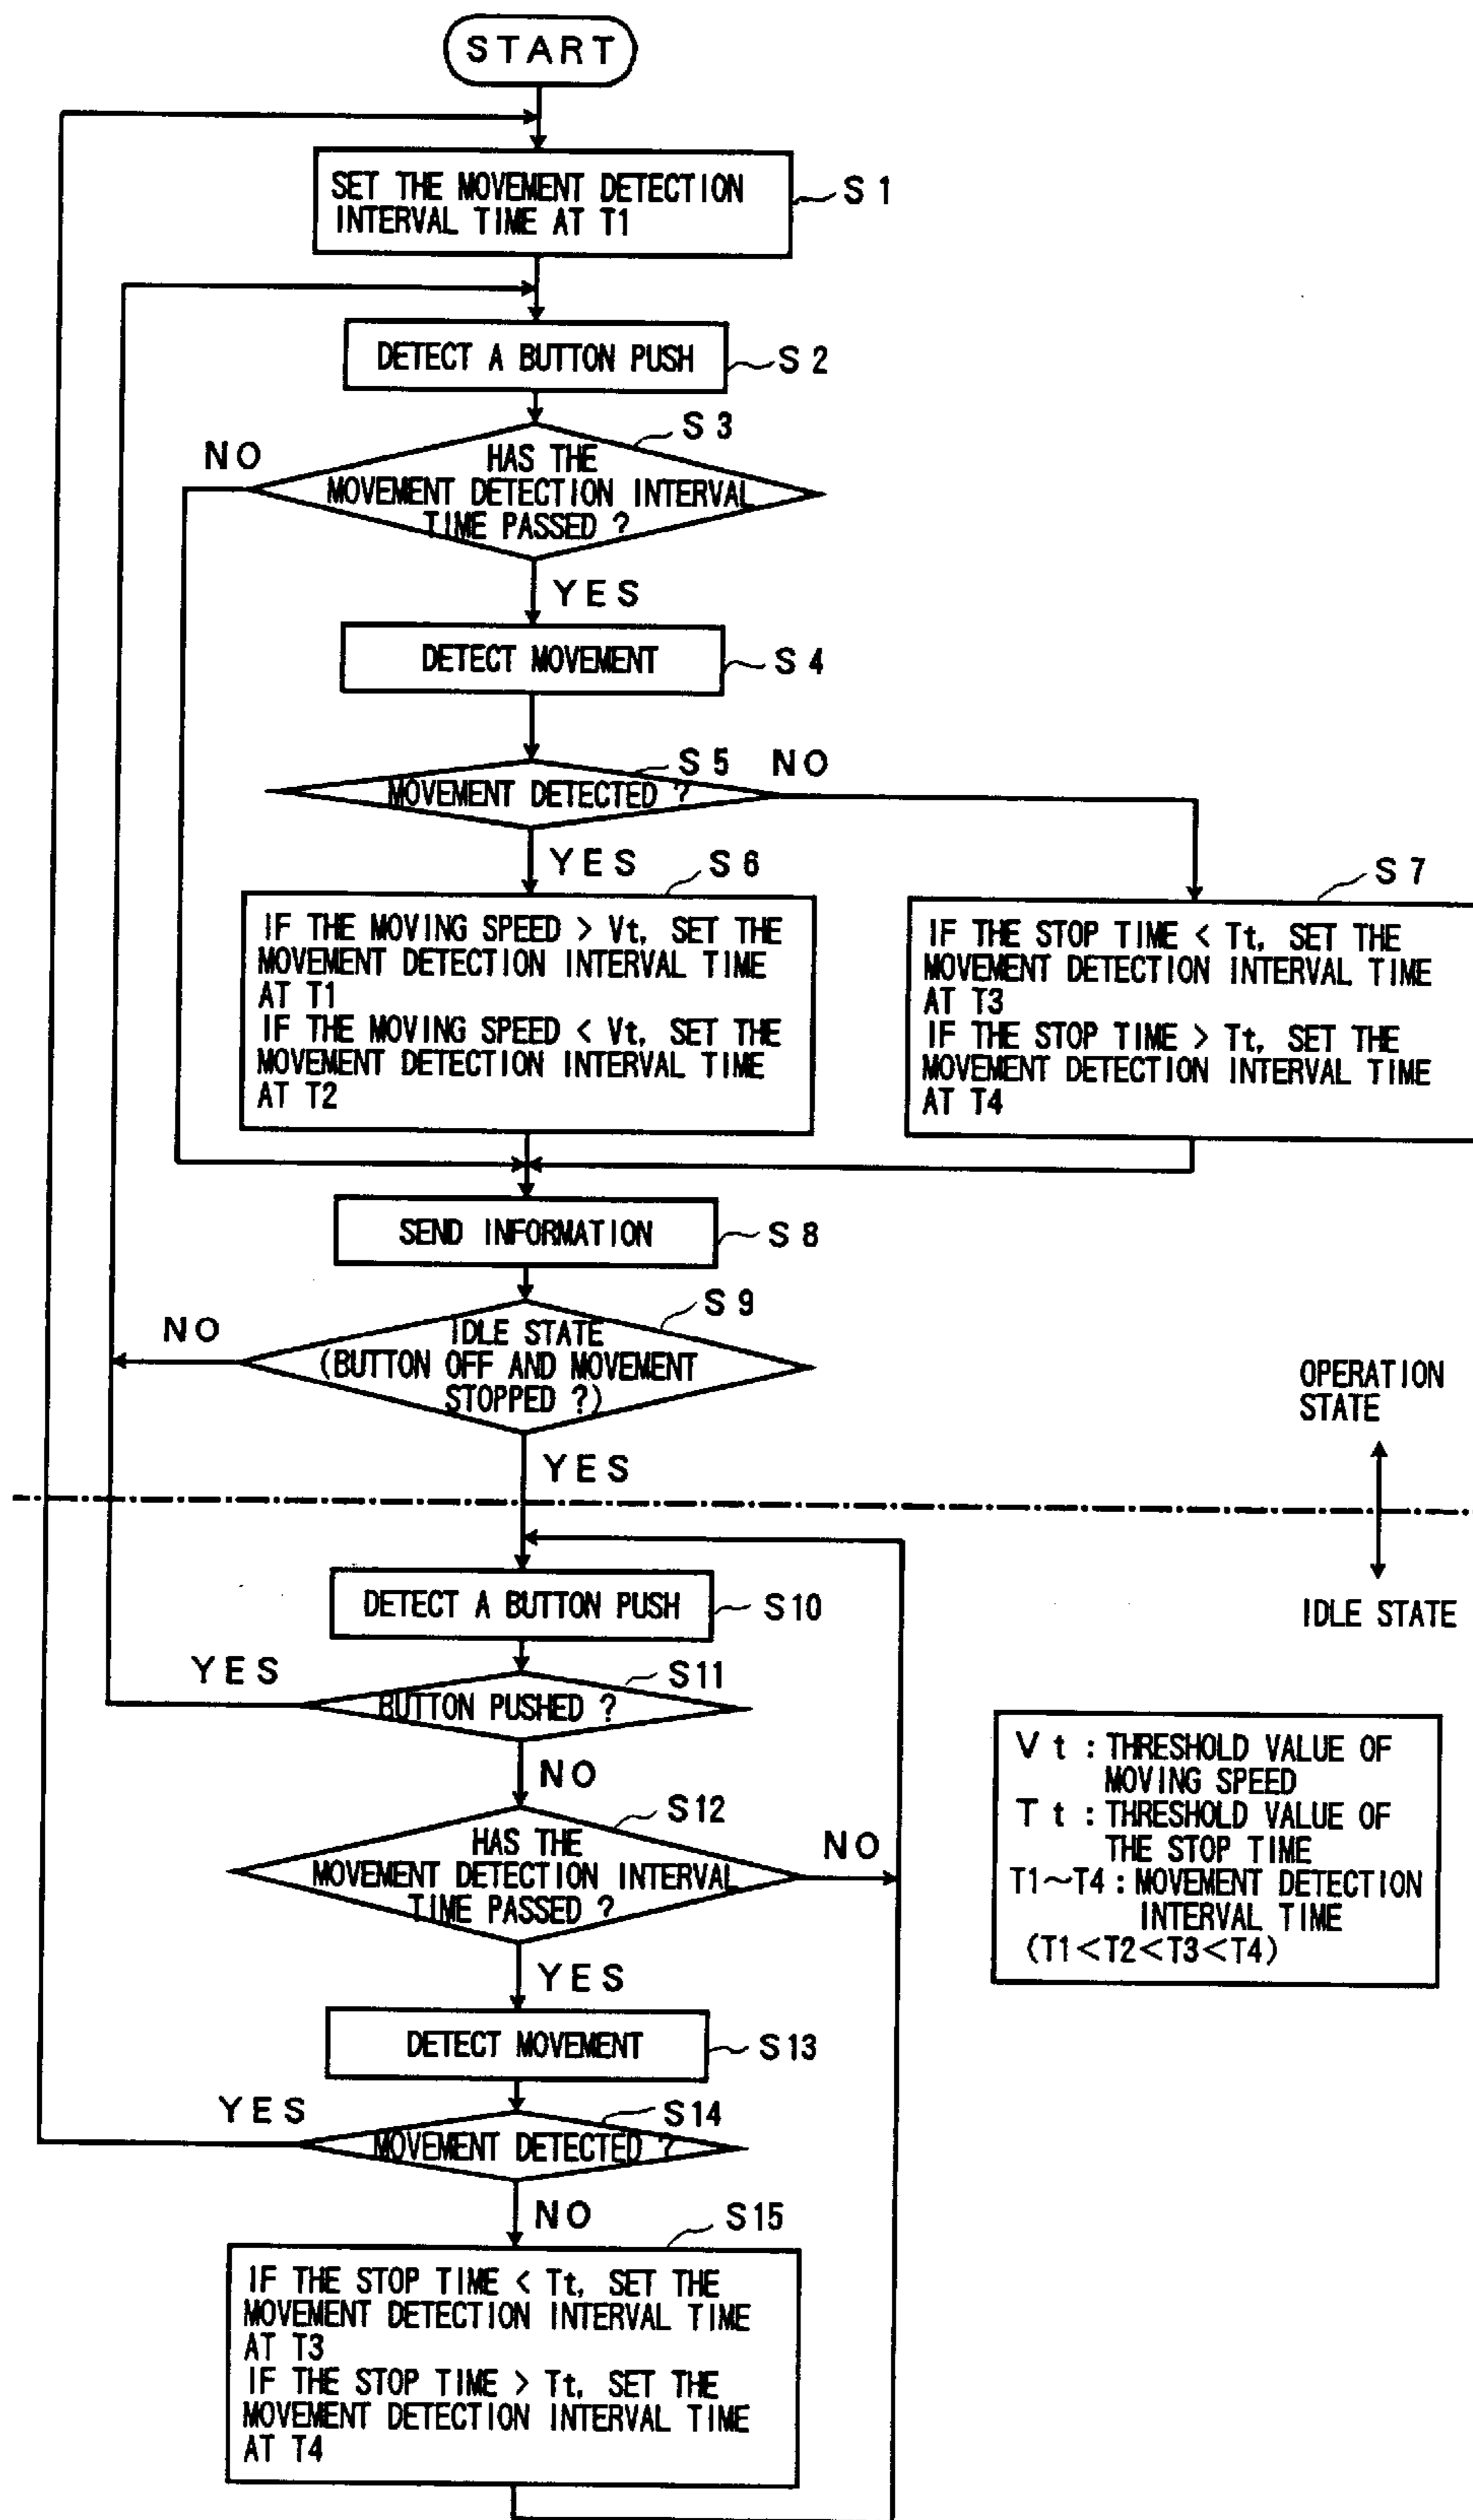 START
SET THE MOVEMENT DETECTION
INTERVAL TIME AT T1
S1
DETECT A BUTTON PUSH
S2
S3
NO
HAS THE
MOVEMENT DETECTION INTERVAL
TIME PASSED ?
YES
DETECT MOVEMENT
S4
S5
NO
MOVEMENT DETECTED ?
YES
S6
IF THE MOVING SPEED > Vt, SET THE
MOVEMENT DETECTION INTERVAL TIME
AT T1
IF THE MOVING SPEED < Vt, SET THE
MOVEMENT DETECTION INTERVAL TIME
AT T2
S7
IF THE STOP TIME < Tt, SET THE
MOVEMENT DETECTION INTERVAL TIME
AT T3
IF THE STOP TIME > Tt, SET THE
MOVEMENT DETECTION INTERVAL TIME
AT T4
SEND INFORMATION
S8
S9
NO
IDLE STATE
(BUTTON OFF AND MOVEMENT
STOPPED ?)
YES
OPERATION
STATE
IDLE STATE
DETECT A BUTTON PUSH
S10
YES
S11
BUTTON PUSHED ?
NO
S12
HAS THE
MOVEMENT DETECTION INTERVAL
TIME PASSED ?
NO
YES
Vt : THRESHOLD VALUE OF
MOVING SPEED
Tt : THRESHOLD VALUE OF
THE STOP TIME
T1~T4 : MOVEMENT DETECTION
INTERVAL TIME
(T1<T2<T3<T4)
DETECT MOVEMENT
S13
YES
S14
MOVEMENT DETECTED ?
NO
S15
IF THE STOP TIME < Tt, SET THE
MOVEMENT DETECTION INTERVAL TIME
AT T3
IF THE STOP TIME > Tt, SET THE
MOVEMENT DETECTION INTERVAL TIME
AT T4